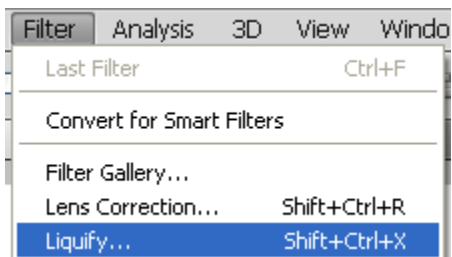 Filter Analysis 3D View Windo
Last Filter Ctrl+F
Convert for Smart Filters
Filter Gallery...
Lens Correction... Shift+Ctrl+R
Liquify... Shift+Ctrl+X